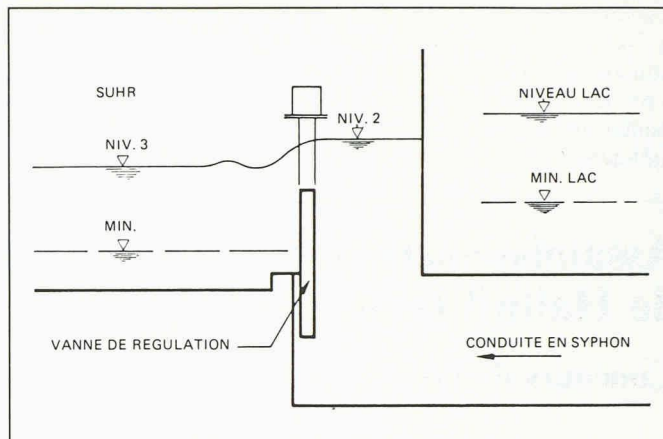 SUHR
NIVEAU LAC
NIV. 2
NIV. 3
MIN. LAC
MIN.
VANNE DE REGULATION
CONDUITE EN SYPHON